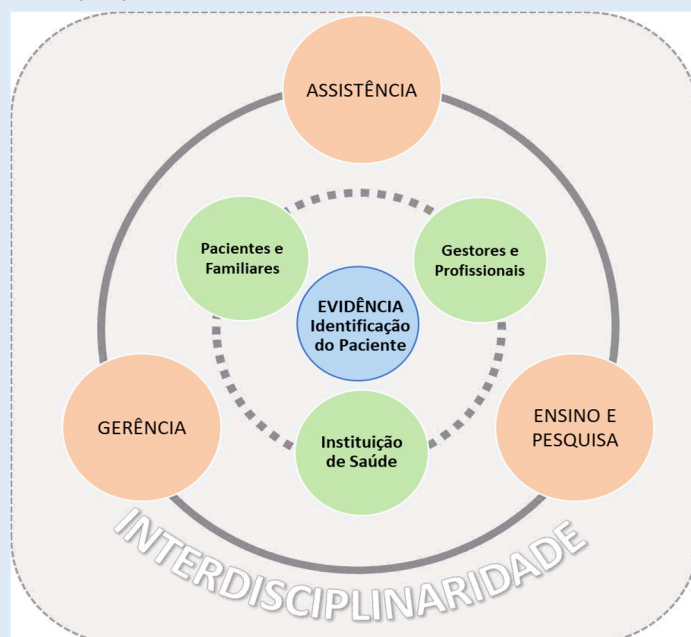 ASSISTÊNCIA
Pacientes e
Familiares
Gestores e
Profissionais
EVIDÊNCIA
Identificação
do Paciente
GERÊNCIA
ENSINO E
PESQUISA
Instituição
de Saúde
INTERDISCIPLINARIDADE